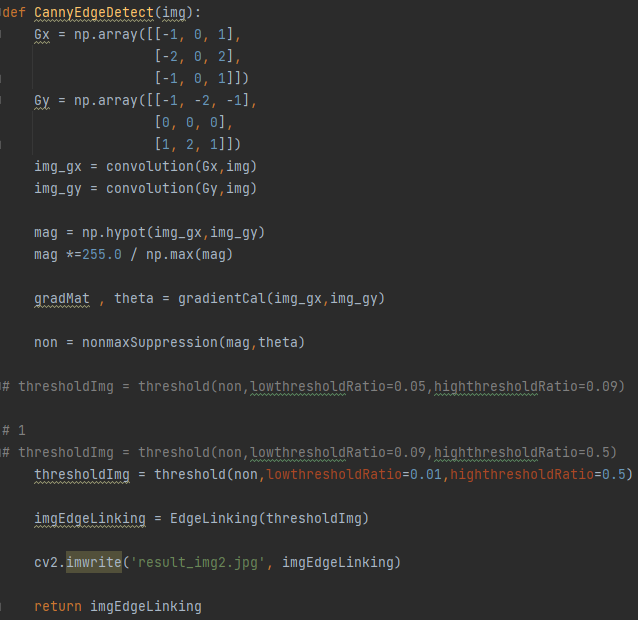 def CannyEdgeDetect(img):
    Gx = np.array([[-1, 0, 1],
                   [-2, 0, 2],
                   [-1, 0, 1]])
    Gy = np.array([[-1, -2, -1],
                   [0, 0, 0],
                   [1, 2, 1]])
    img_gx = convolution(Gx,img)
    img_gy = convolution(Gy,img)
    mag = np.hypot(img_gx,img_gy)
    mag *=255.0 / np.max(mag)
    gradMat , theta = gradientCal(img_gx,img_gy)
    non = nonmaxSuppression(mag,theta)
# thresholdImg = threshold(non,lowthresholdRatio=0.05,highthresholdRatio=0.09)
# 1
# thresholdImg = threshold(non,lowthresholdRatio=0.09,highthresholdRatio=0.5)
    thresholdImg = threshold(non,lowthresholdRatio=0.01,highthresholdRatio=0.5)
    imgEdgeLinking = EdgeLinking(thresholdImg)
    cv2.imwrite('result_img2.jpg', imgEdgeLinking)
    return imgEdgeLinking